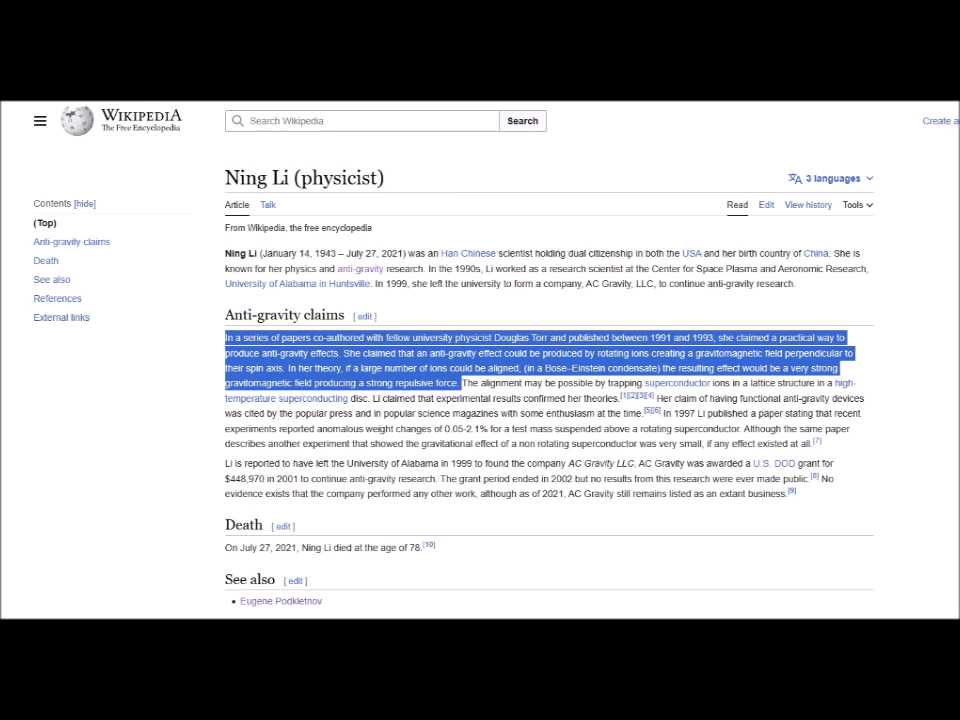 WIKIPEDIA
The Free Encyclopedia
Search Wikipedia
Search
Create a
Ning Li (physicist)
3 languages
Contents [hide]
(Top)
Anti-gravity claims
Death
See also
References
External links
Article Talk Read Edit View history Tools
From Wikipedia, the free encyclopedia
Ning Li (January 14, 1943 – July 27, 2021) was an Han Chinese scientist holding dual citizenship in both the USA and her birth country of China. She is
known for her physics and anti-gravity research. In the 1990s, Li worked as a research scientist at the Center for Space Plasma and Aeronomic Research,
University of Alabama in Huntsville. In 1999, she left the university to form a company, AC Gravity, LLC, to continue anti-gravity research.
Anti-gravity claims [ edit ]
In a series of papers co-authored with fellow university physicist Douglas Torr and published between 1991 and 1993, she claimed a practical way to
produce anti-gravity effects. She claimed that an anti-gravity effect could be produced by rotating ions creating a gravitomagnetic field perpendicular to
their spin axis. In her theory, if a large number of ions could be aligned, (in a Bose–Einstein condensate) the resulting effect would be a very strong
gravitomagnetic field producing a strong repulsive force. The alignment may be possible by trapping superconductor ions in a lattice structure in a high-
temperature superconducting disc. Li claimed that experimental results confirmed her theories.[1][2][3][4] Her claim of having functional anti-gravity devices
was cited by the popular press and in popular science magazines with some enthusiasm at the time.[5][6] In 1997 Li published a paper stating that recent
experiments reported anomalous weight changes of 0.05-2.1% for a test mass suspended above a rotating superconductor. Although the same paper
describes another experiment that showed the gravitational effect of a non rotating superconductor was very small, if any effect existed at all.[7]
Li is reported to have left the University of Alabama in 1999 to found the company AC Gravity LLC. AC Gravity was awarded a U.S. DOD grant for
$448,970 in 2001 to continue anti-gravity research. The grant period ended in 2002 but no results from this research were ever made public.[8] No
evidence exists that the company performed any other work, although as of 2021, AC Gravity still remains listed as an extant business.[9]
Death [ edit ]
On July 27, 2021, Ning Li died at the age of 78.[10]
See also [ edit ]
• Eugene Podkletnov